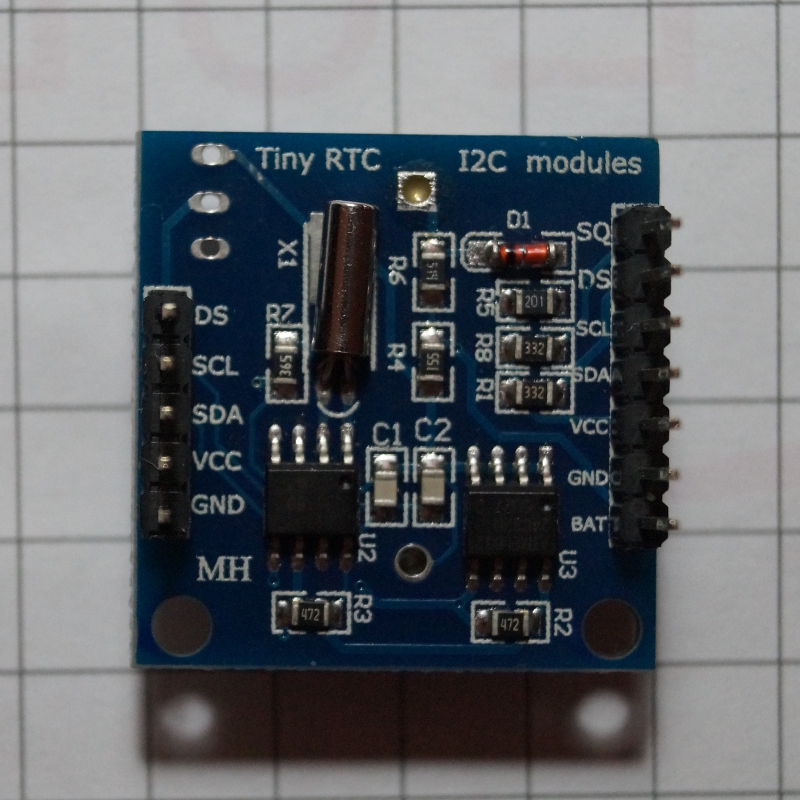 Tiny RTC I2C modules
D1
SQ
X1
R6
DS
R5
201
DS
R7
SCL
365
R4
155
R8
332
SCL
SDA
R1
332
SDA
C1
C2
VCC
VCC
GND
GND
BAT
U2
U3
MH
472
R3
472
R2